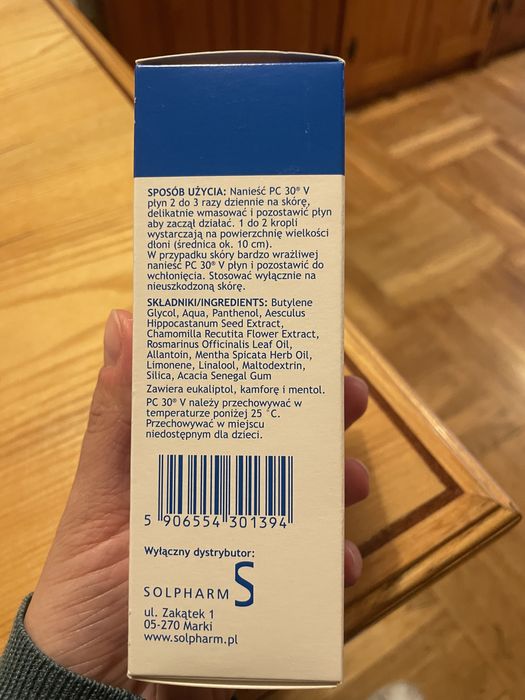 SPOSÓB UŻYCIA: Nanieść PC 30® V
płyn 2 do 3 razy dziennie na skórę,
delikatnie wmasować i pozostawić płyn
aby zaczął działać. 1 do 2 kropli
wystarczają na powierzchnię wielkości
dłoni (średnica ok. 10 cm).
W przypadku skóry bardzo wrażliwej
nanieść PC 30® V płyn i pozostawić do
wchłonięcia. Stosować wyłącznie na
nieuszkodzoną skórę.
SKŁADNIKI/INGREDIENTS: Butylene
Glycol, Aqua, Panthenol, Aesculus
Hippocastanum Seed Extract,
Chamomilla Recutita Flower Extract,
Rosmarinus Officinalis Leaf Oil,
Allantoin, Mentha Spicata Herb Oil,
Limonene, Linalool, Maltodextrin,
Silica, Acacia Senegal Gum
Zawiera eukaliptol, kamforę i mentol.
PC 30® V należy przechowywać w
temperaturze poniżej 25 °C.
Przechowywać w miejscu
niedostępnym dla dzieci.
5 906554 301394
Wyłączny dystrybutor:
SOLPHARM S
ul. Zakątek 1
05-270 Marki
www.solpharm.pl